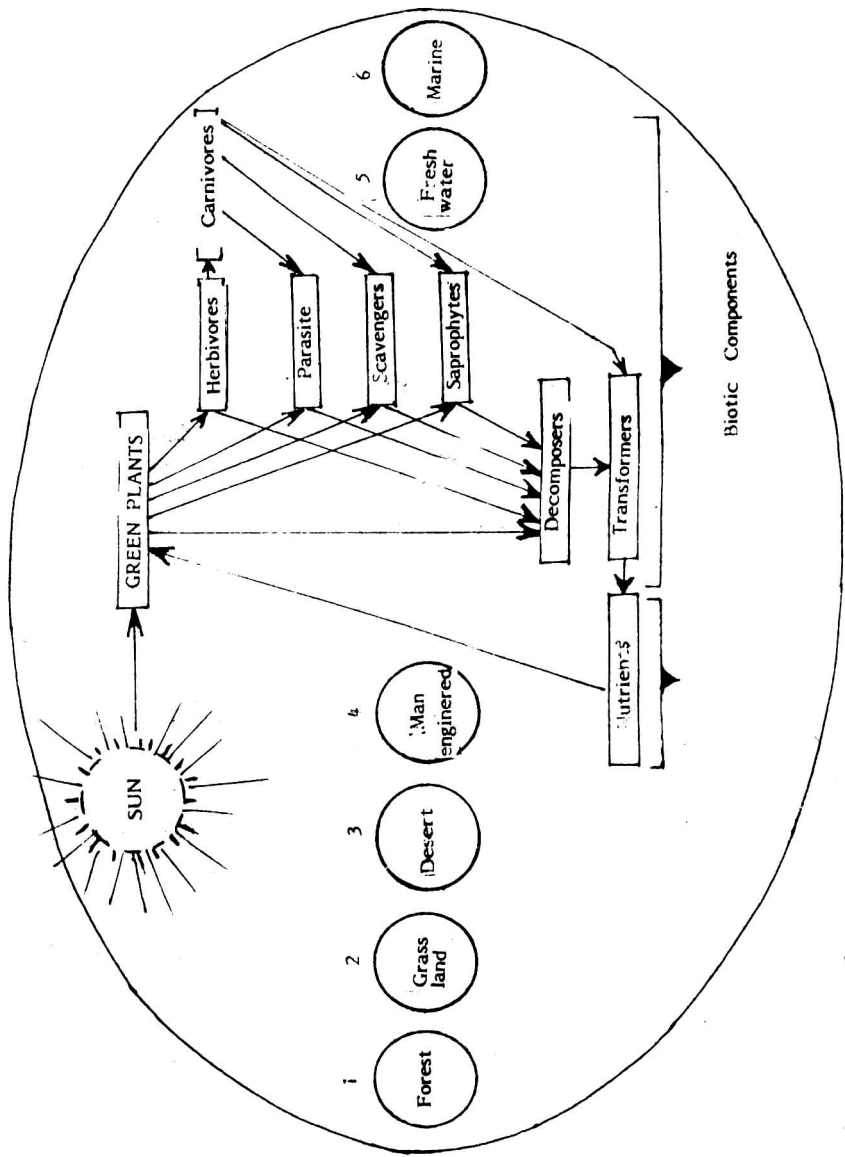 SUN
GREEN PLANTS
Herbivores
Carnivores
Parasite
Scavengers
Saprophytes
1
2
3
4
5
6
Forest
Grass
land
Desert
Man
enginered
Fresh
water
Marine
Decomposers
Nutrients
Transformers
Biotic Components